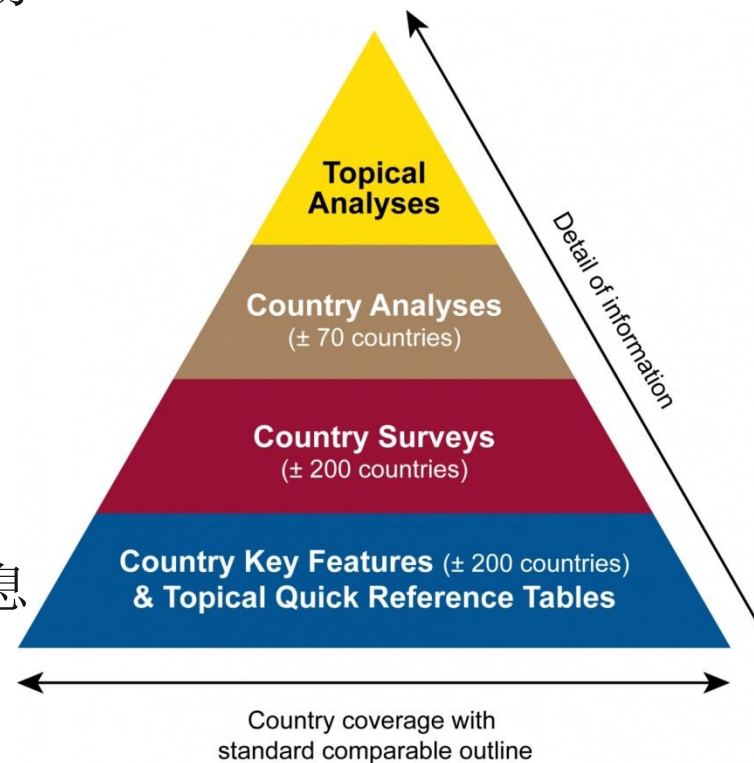 Topical
Analyses
Country Analyses
(± 70 countries)
Detail of information
Country Surveys
(± 200 countries)
Country Key Features (± 200 countries)
& Topical Quick Reference Tables
息
Country coverage with
standard comparable outline